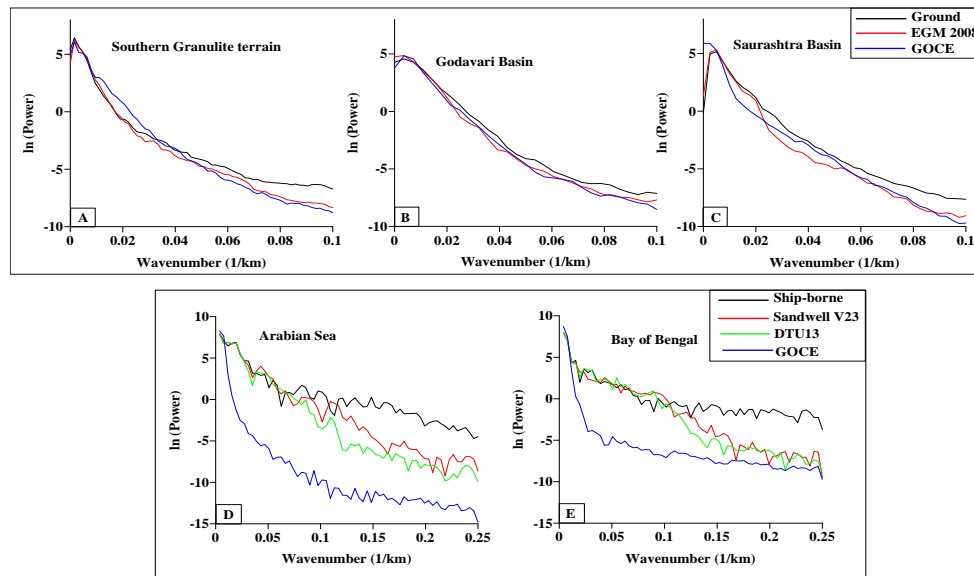 Southern Granulite terrain
ln (Power)
10
5
0
-5
-10
A
0 0.02 0.04 0.06 0.08 0.1
Wavenumber (1/km)
Godavari Basin
ln (Power)
10
5
0
-5
-10
B
0 0.02 0.04 0.06 0.08 0.1
Wavenumber (1/km)
Saurashtra Basin
Ground
EGM 2008
GOCE
ln (Power)
5
0
-5
-10
C
0 0.02 0.04 0.06 0.08 0.1
Wavenumber (1/km)
Arabian Sea
ln (Power)
10
5
0
-5
-10
-15
D
0 0.05 0.1 0.15 0.2 0.25
Wavenumber (1/km)
Bay of Bengal
Ship-borne
Sandwell V23
DTU13
GOCE
ln (Power)
10
5
0
-5
-10
-15
E
0 0.05 0.1 0.15 0.2 0.25
Wavenumber (1/km)